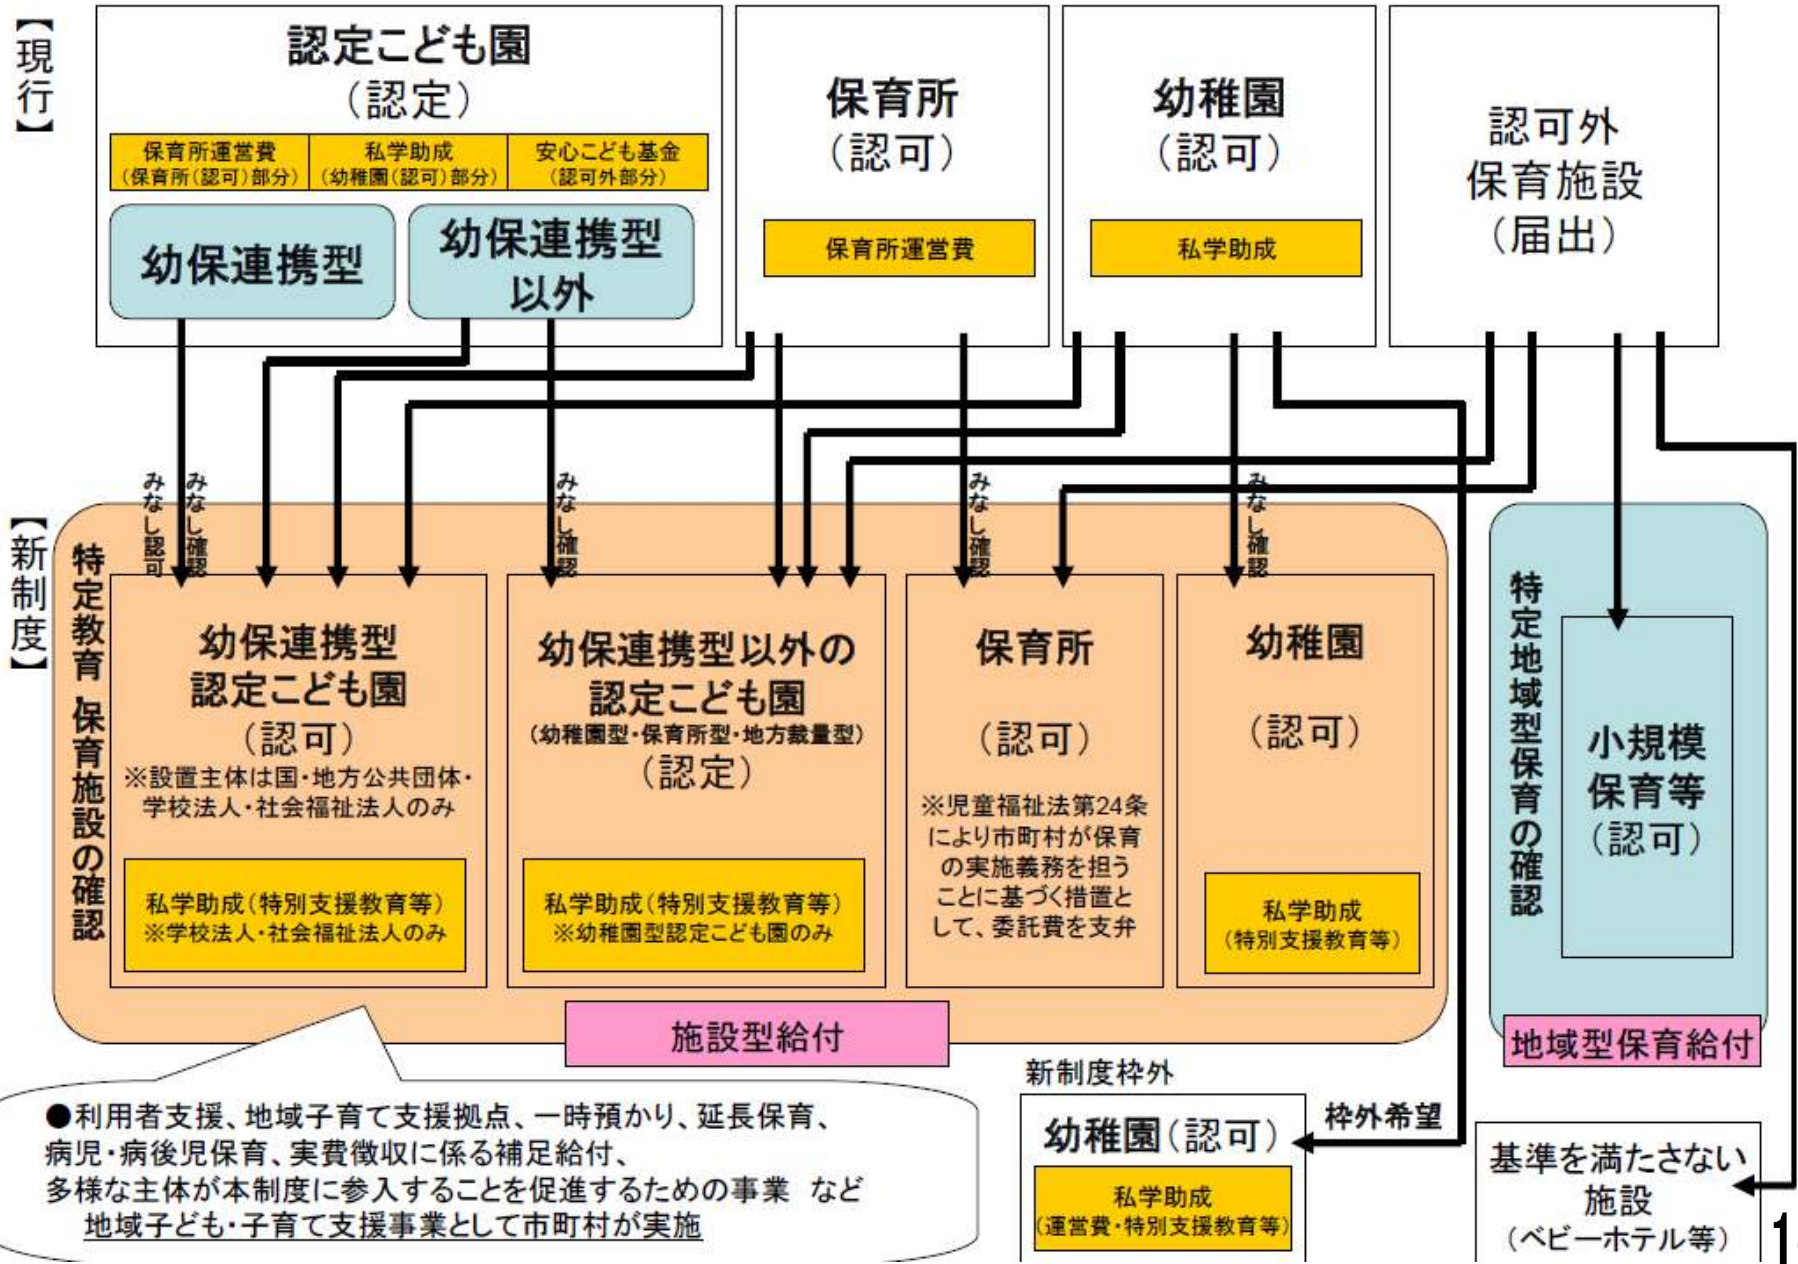 【現行】
認定こども園
（認定）
保育所運営費
（保育所（認可）部分）
私学助成
（幼稚園（認可）部分）
安心こども基金
（認可外部分）
幼保連携型
幼保連携型
以外
保育所
（認可）
保育所運営費
幼稚園
（認可）
私学助成
認可外
保育施設
（届出）
みなし認可
みなし確認
みなし確認
みなし確認
みなし確認
【新制度】
特定教育・保育施設の確認
幼保連携型
認定こども園
（認可）
※設置主体は国・地方公共団体・
学校法人・社会福祉法人のみ
私学助成（特別支援教育等）
※学校法人・社会福祉法人のみ
幼保連携型以外の
認定こども園
（幼稚園型・保育所型・地方裁量型）
（認定）
私学助成（特別支援教育等）
※幼稚園型認定こども園のみ
保育所
（認可）
※児童福祉法第24条
により市町村が保育
の実施義務を担う
ことに基づく措置と
して、委託費を支弁
幼稚園
（認可）
私学助成
（特別支援教育等）
特定地域型保育の確認
小規模
保育等
（認可）
施設型給付
地域型保育給付
●利用者支援、地域子育て支援拠点、一時預かり、延長保育、
病児・病後児保育、実費徴収に係る補足給付、
多様な主体が本制度に参入することを促進するための事業　など
地域子ども・子育て支援事業として市町村が実施
新制度枠外
幼稚園（認可）
私学助成
（運営費・特別支援教育等）
枠外希望
基準を満たさない
施設
（ベビーホテル等）